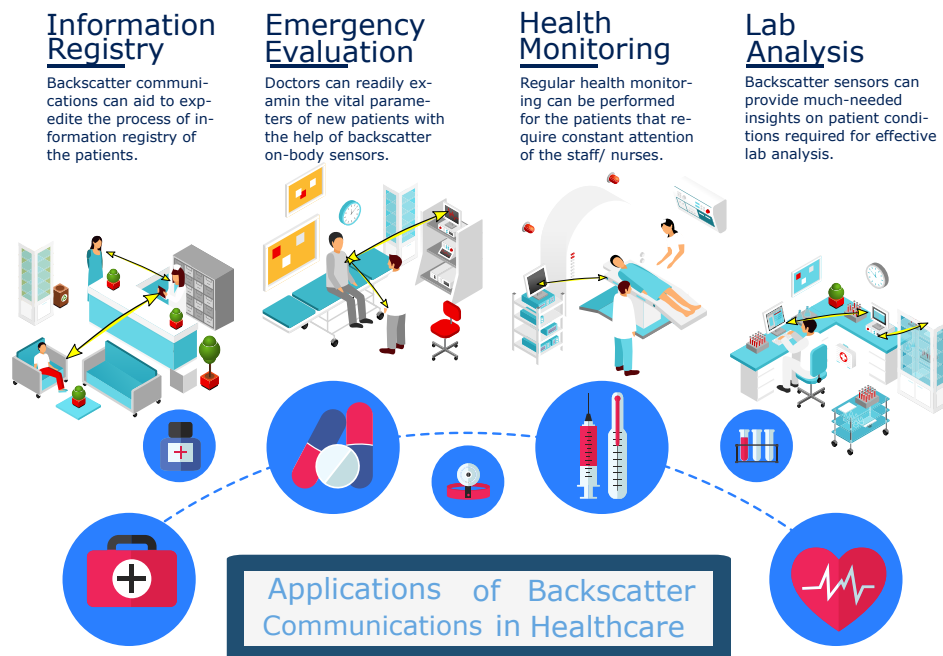 Information
Registry
Backscatter communi-
cations can aid to exp-
edite the process of in-
formation registry of
the patients.
Emergency
Evaluation
Doctors can readily ex-
amin the vital parame-
ters of new patients with
the help of backscatter
on-body sensors.
Health
Monitoring
Regular health monitor-
ing can be performed
for the patients that re-
quire constant attention
of the staff/ nurses.
Lab
Analysis
Backscatter sensors can
provide much-needed
insights on patient condi-
tions required for effective
lab analysis.
Applications of Backscatter
Communications in Healthcare